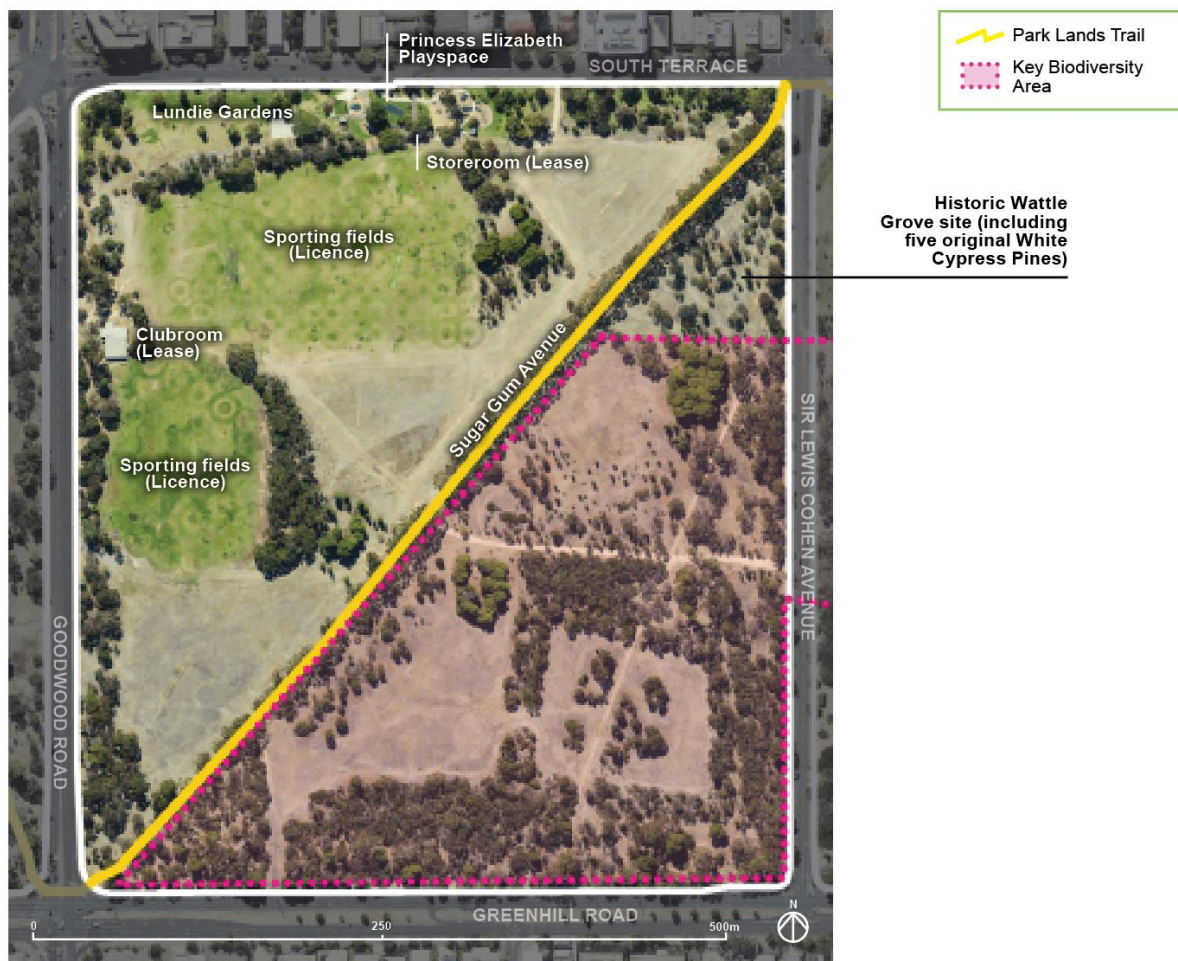 Princess Elizabeth
Playspace
SOUTH TERRACE
Park Lands Trail
Key Biodiversity
Area
Lundie Gardens
Storeroom (Lease)
Historic Wattle
Grove site (including
five original White
Cypress Pines)
Sporting fields
(Licence)
Clubroom
(Lease)
Sugar Gum Avenue
SIR LEWIS COHEN AVENUE
Sporting fields
(Licence)
GOODWOOD ROAD
GREENHILL ROAD
N
0
250
500m